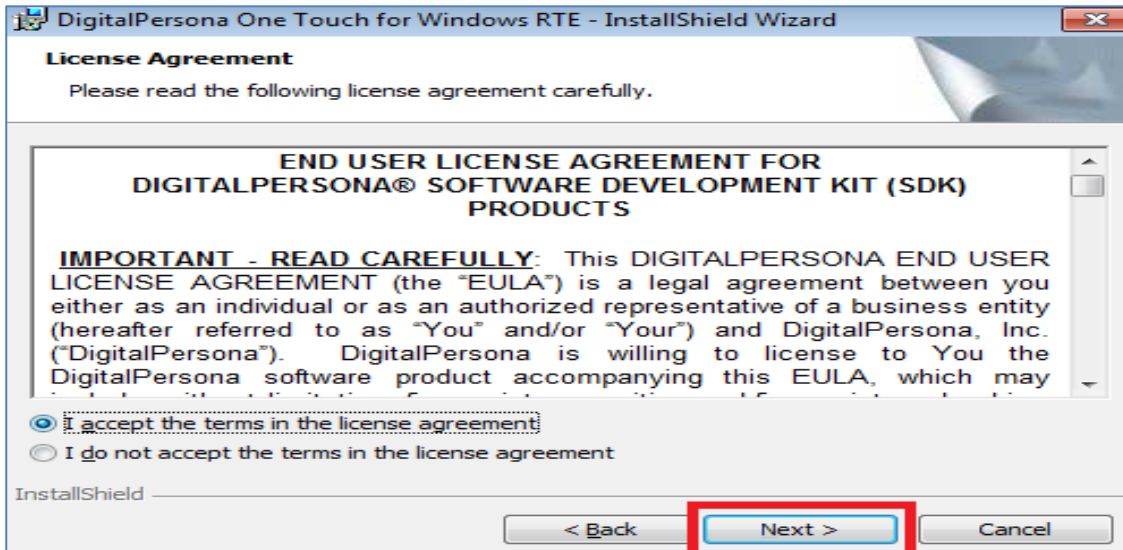 DigitalPersona One Touch for Windows RTE - InstallShield Wizard
License Agreement
Please read the following license agreement carefully.
END USER LICENSE AGREEMENT FOR
DIGITALPERSONA® SOFTWARE DEVELOPMENT KIT (SDK)
PRODUCTS
IMPORTANT - READ CAREFULLY: This DIGITALPERSONA END USER
LICENSE AGREEMENT (the “EULA”) is a legal agreement between you
either as an individual or as an authorized representative of a business entity
(hereafter referred to as “You” and/or “Your”) and DigitalPersona, Inc.
(“DigitalPersona”). DigitalPersona is willing to license to You the
DigitalPersona software product accompanying this EULA, which may
I accept the terms in the license agreement
I do not accept the terms in the license agreement
InstallShield
< Back
Next >
Cancel